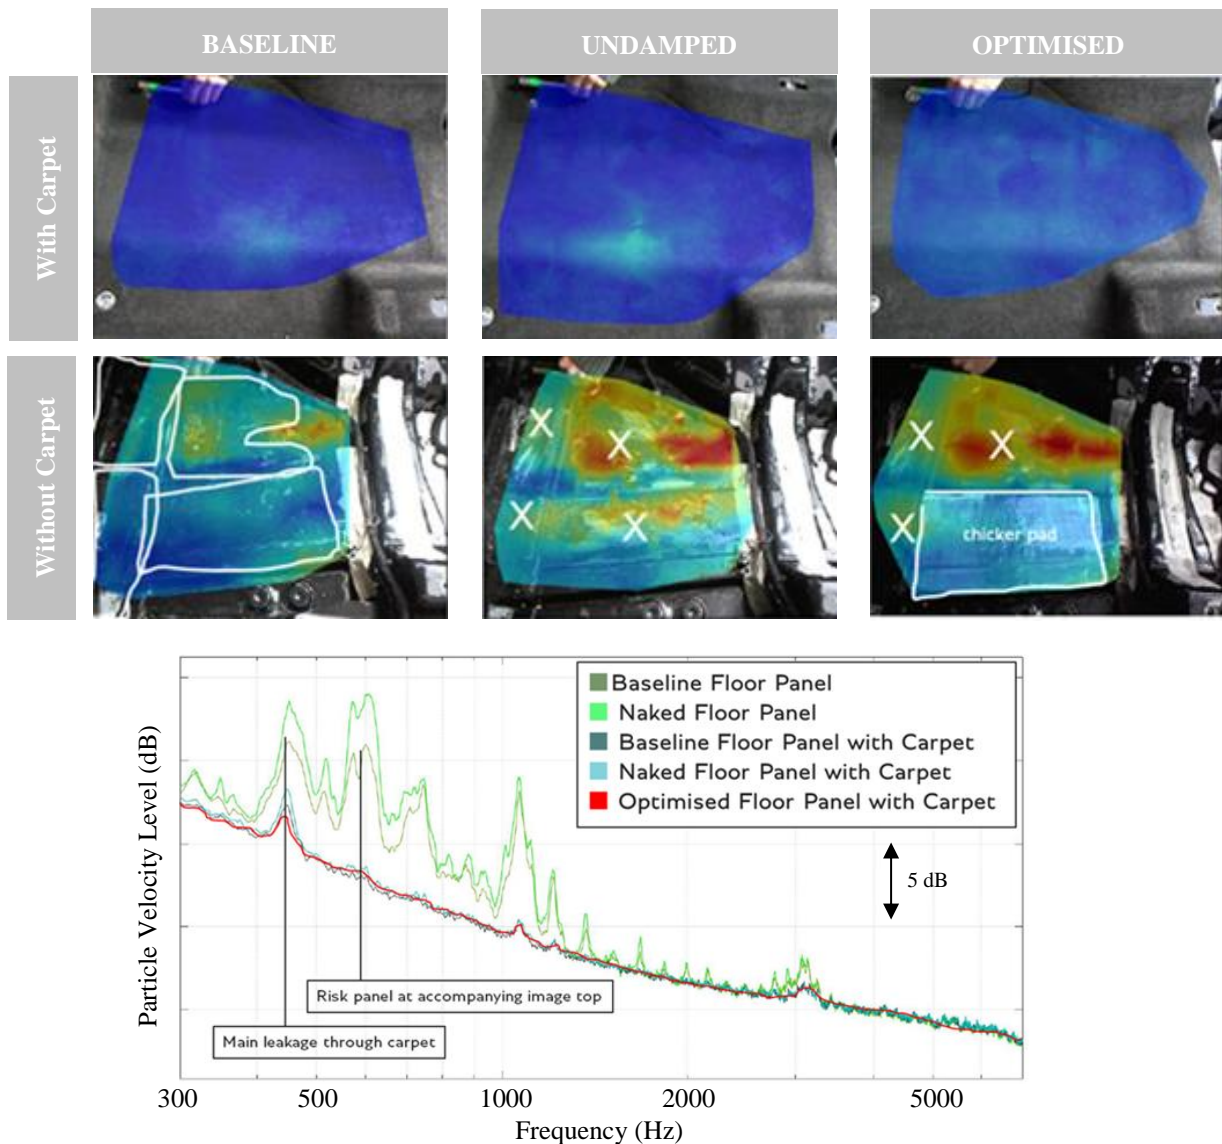 BASELINE
UNDAMPED
OPTIMISED
With Carpet
Without Carpet
X
X
X
X
X
X
X
chicker pad
Particle Velocity Level (dB)
Baseline Floor Panel
Naked Floor Panel
Baseline Floor Panel with Carpet
Naked Floor Panel with Carpet
Optimised Floor Panel with Carpet
5 dB
Risk panel at accompanying image top
Main leakage through carpet
300
500
1000
2000
5000
Frequency (Hz)